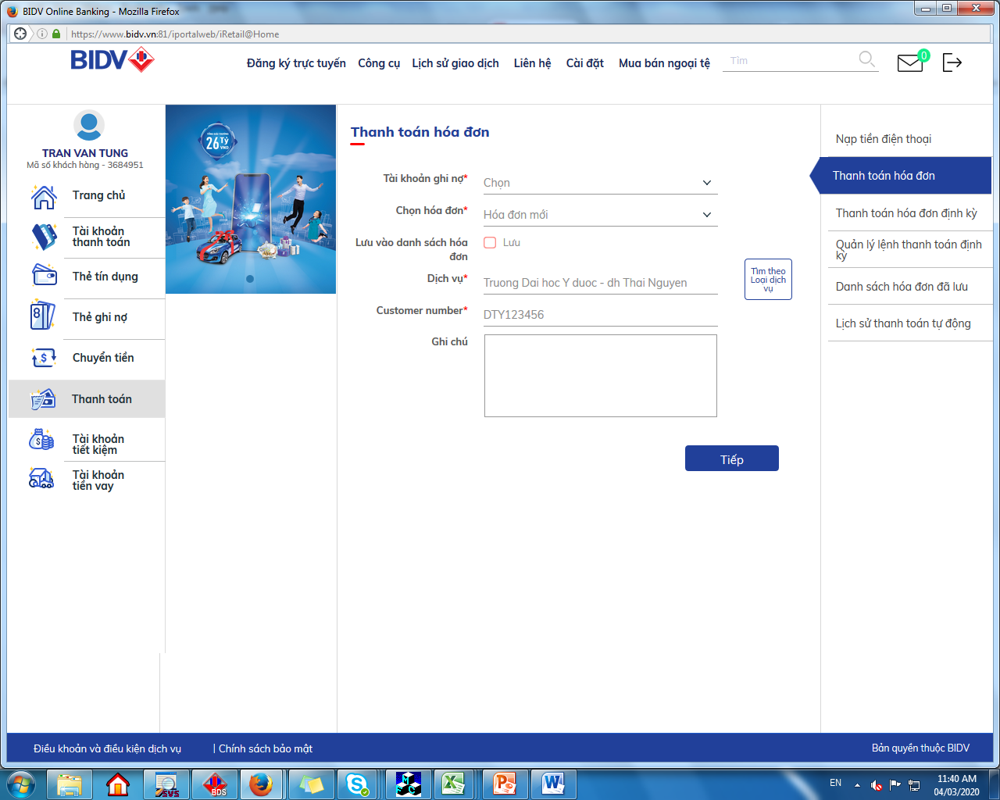 BIDV Online Banking - Mozilla Firefox
https://www.bidv.vn:81/iportalweb/iRetail@Home
BIDV
Đăng ký trực tuyến Công cụ Lịch sử giao dịch Liên hệ Cài đặt Mua bán ngoại tệ Tìm 0
TRAN VAN TUNG
Mã số khách hàng - 3684951
Trang chủ
Tài khoản
thanh toán
Thẻ tín dụng
Thẻ ghi nợ
Chuyển tiền
Thanh toán
Tài khoản
tiết kiệm
Tài khoản
tiền vay
26 Tỷ
VND
Thanh toán hóa đơn
Tài khoản ghi nợ* Chọn
Chọn hóa đơn* Hóa đơn mới
Lưu vào danh sách hóa
đơn
Lưu
Dịch vụ* Truong Dai hoc Y duoc - dh Thai Nguyen
Tìm theo
Loại dịch
vụ
Customer number* DTY123456
Ghi chú
Tiếp
Nạp tiền điện thoại
Thanh toán hóa đơn
Thanh toán hóa đơn định kỳ
Quản lý lệnh thanh toán định
kỳ
Danh sách hóa đơn đã lưu
Lịch sử thanh toán tự động
Điều khoản và điều kiện dịch vụ | Chính sách bảo mật Bản quyền thuộc BIDV
SVS
BDS
EN
11:40 AM
04/03/2020